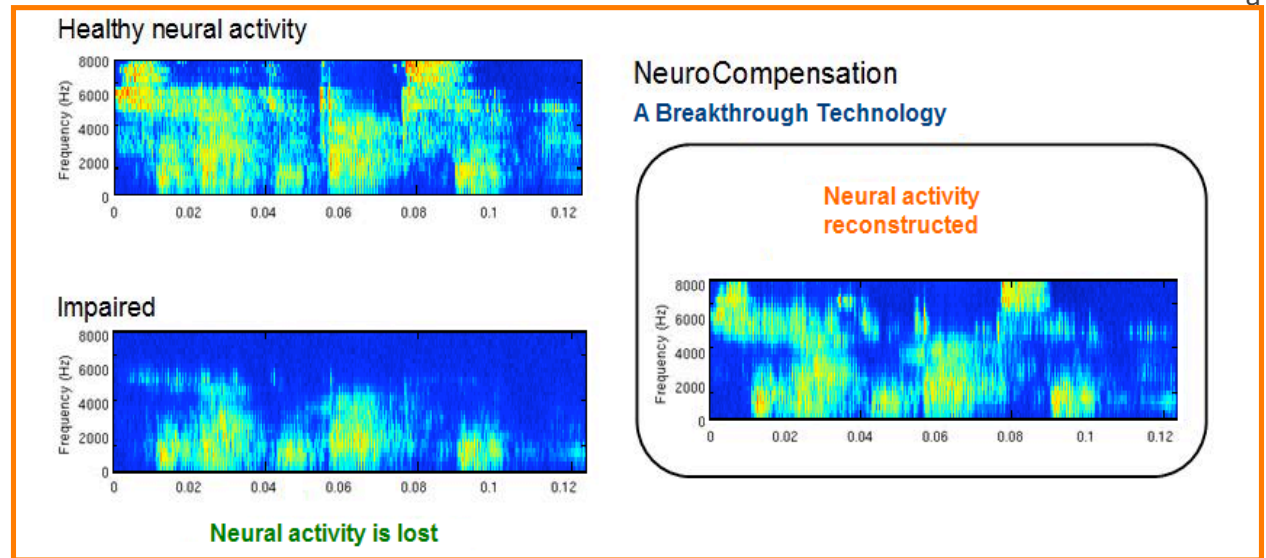 Healthy neural activity
8000
6000
4000
2000
0
Frequency (Hz)
0 0.02 0.04 0.06 0.08 0.1 0.12
Impaired
8000
6000
4000
2000
0
Frequency (Hz)
0 0.02 0.04 0.06 0.08 0.1 0.12
Neural activity is lost
NeuroCompensation
A Breakthrough Technology
Neural activity
reconstructed
8000
6000
4000
2000
0
Frequency (Hz)
0 0.02 0.04 0.06 0.08 0.1 0.12